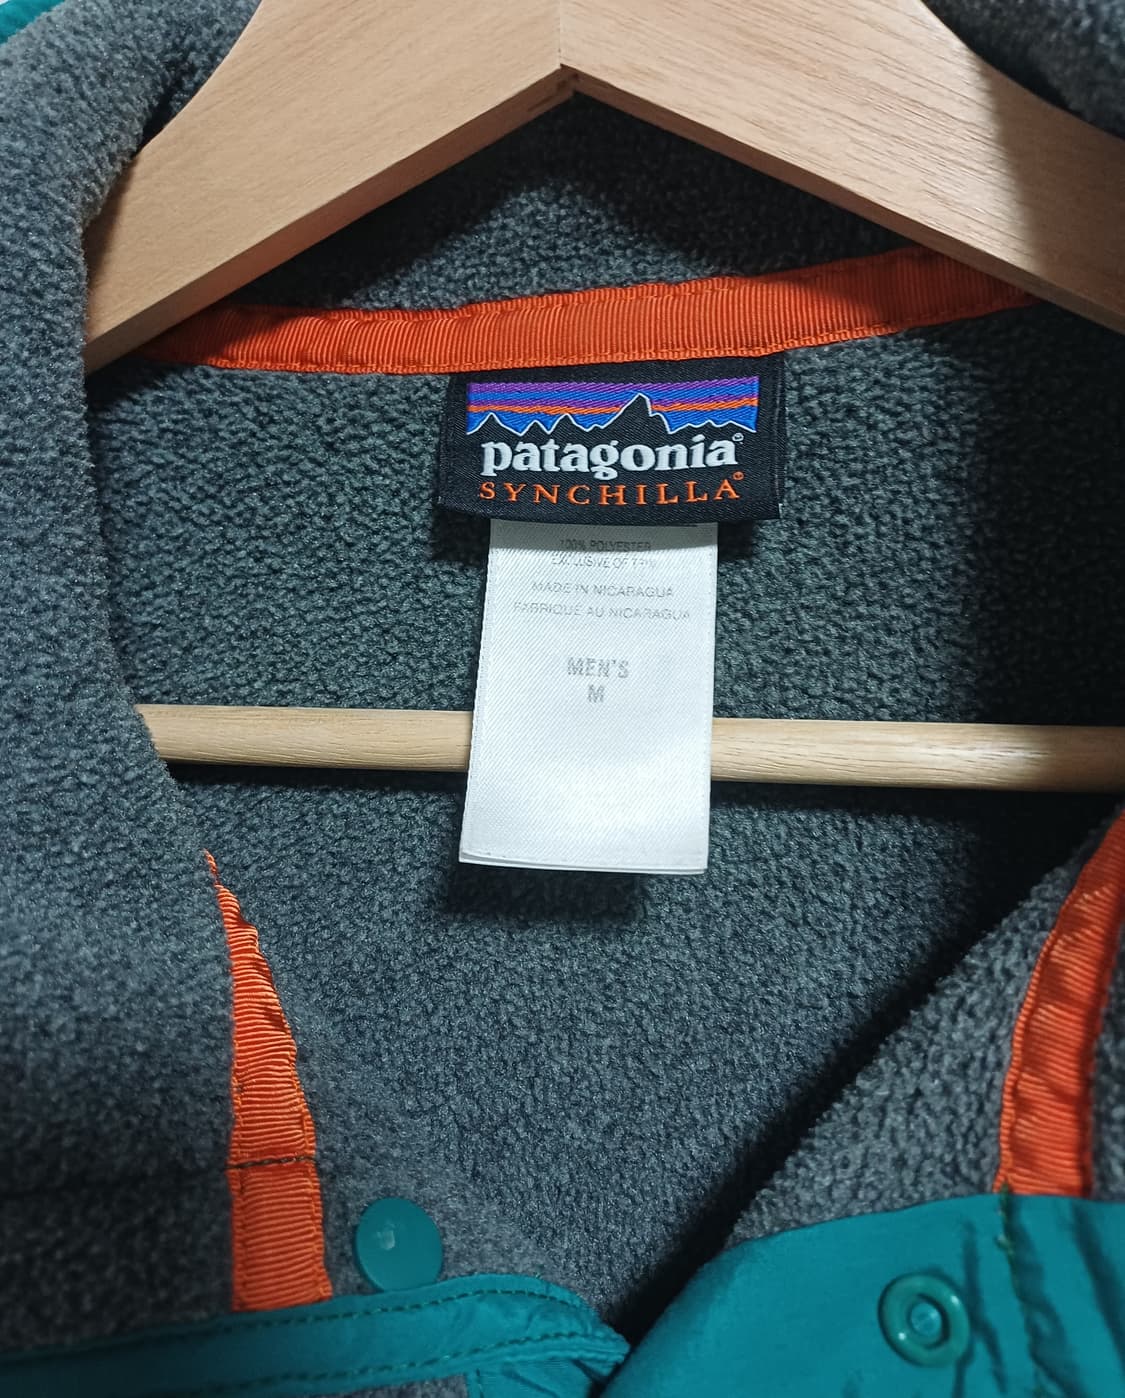 patagonia®
SYNCHILLA®
100% POLYESTER
EXCLUSIVE OF TRIM
MADE IN NICARAGUA
FABRIQUÉ AU NICARAGUA
MEN'S
M